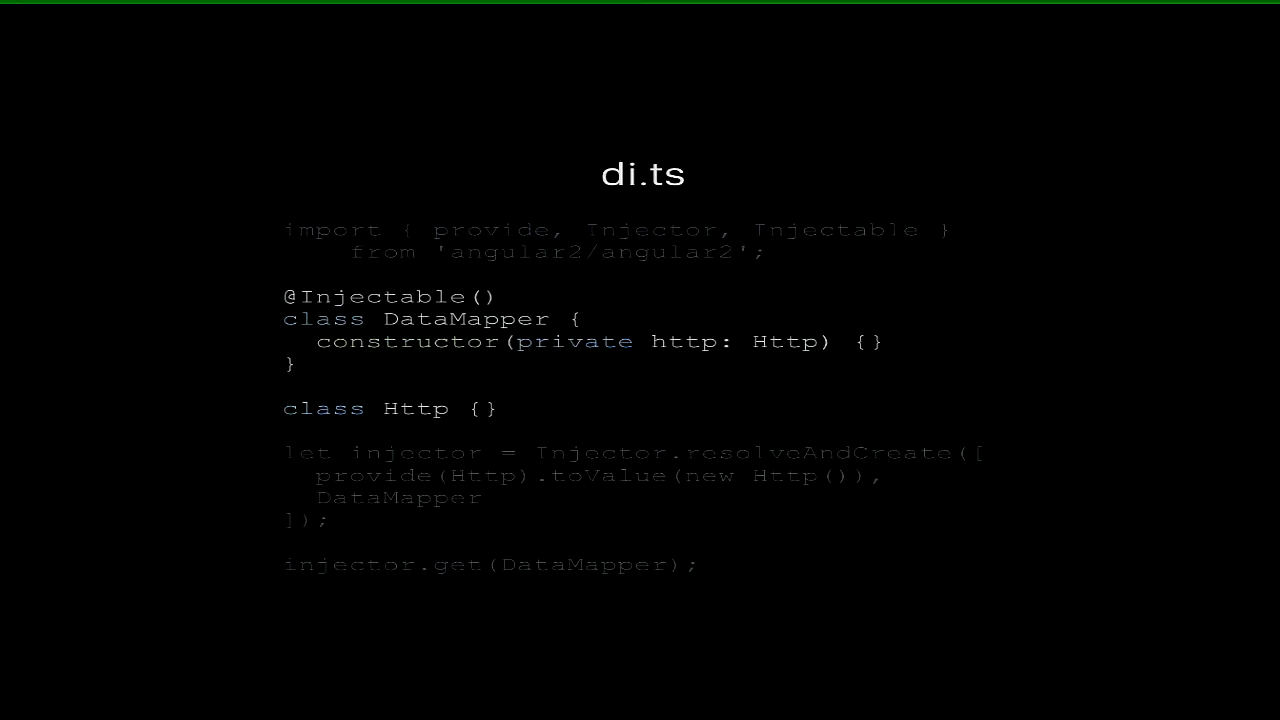 di.ts
import { provide, Injector, Injectable }
    from 'angular2/angular2';
@Injectable()
class DataMapper {
  constructor(private http: Http) {}
}
class Http {}
let injector = Injector.resolveAndCreate([
  provide(Http).toValue(new Http()),
  DataMapper
]);
injector.get(DataMapper);